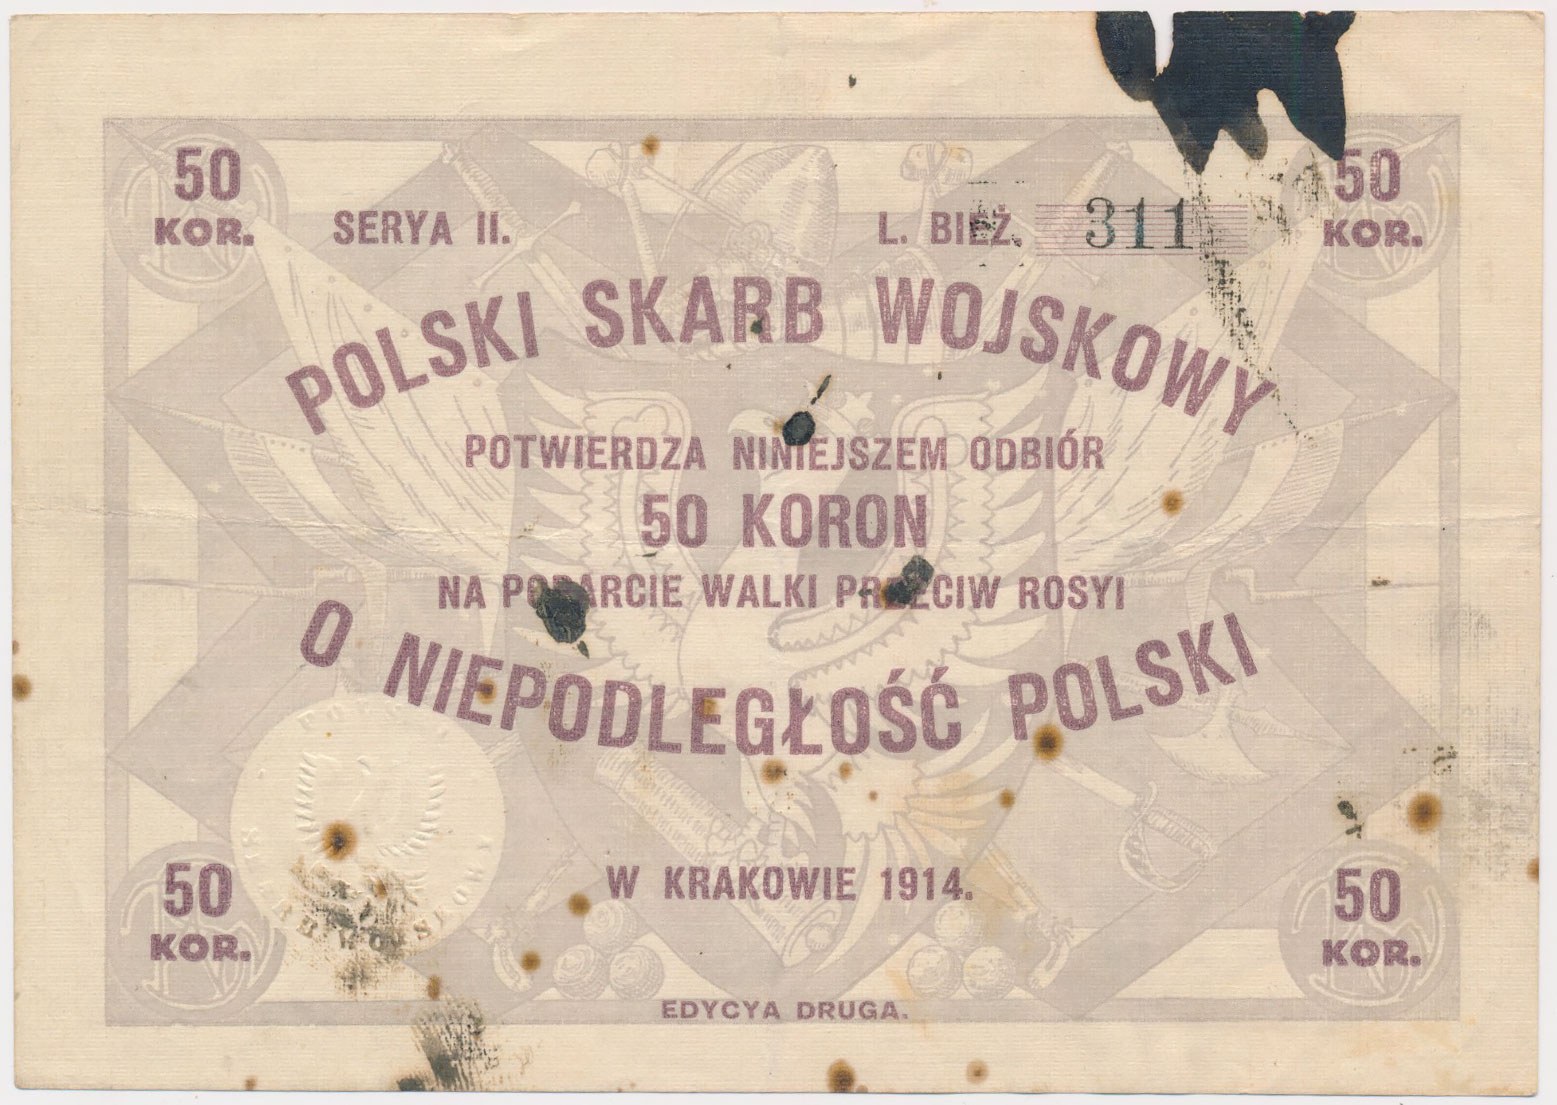 50 KOR.
50 KOR.
SERYA II.
L. BIEŻ. 311
POLSKI SKARB WOJSKOWY
POTWIERDZA NINIEJSZEM ODBIÓR
50 KORON
NA POPARCIE WALKI PRZECIW ROSYI
O NIEPODLEGŁOŚĆ POLSKI
W KRAKOWIE 1914.
50 KOR.
50 KOR.
EDYCYA DRUGA.